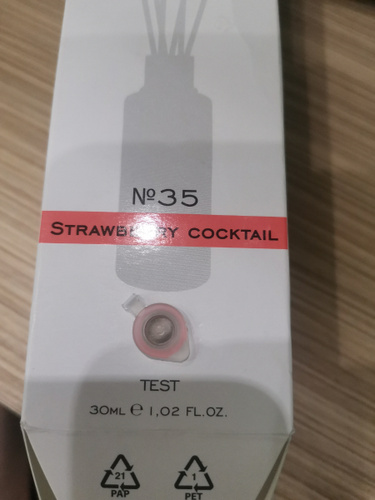 №35
STRAWBERRY COCKTAIL
TEST
30ML ℮ 1,02 FL.OZ.
21 1
PAP PET